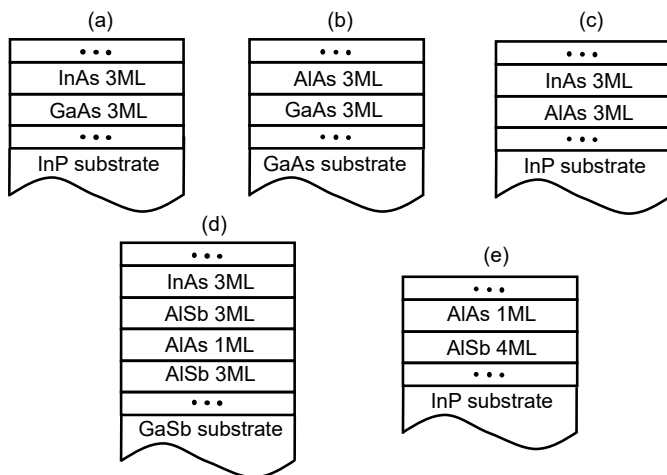 (a)
• • •
InAs 3ML
GaAs 3ML
• • •
InP substrate
(b)
• • •
AlAs 3ML
GaAs 3ML
• • •
GaAs substrate
(c)
• • •
InAs 3ML
AlAs 3ML
• • •
InP substrate
(d)
• • •
InAs 3ML
AlSb 3ML
AlAs 1ML
AlSb 3ML
• • •
GaSb substrate
(e)
• • •
AlAs 1ML
AlSb 4ML
• • •
InP substrate